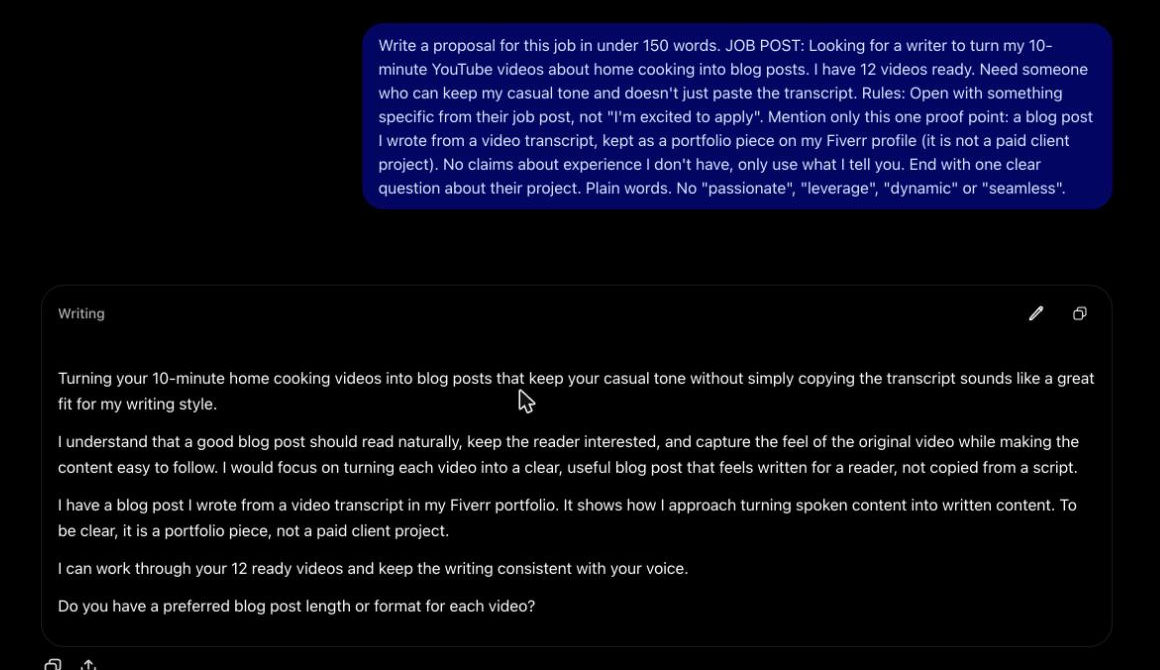 Write a proposal for this job in under 150 words. JOB POST: Looking for a writer to turn my 10-
minute YouTube videos about home cooking into blog posts. I have 12 videos ready. Need someone
who can keep my casual tone and doesn't just paste the transcript. Rules: Open with something
specific from their job post, not "I'm excited to apply". Mention only this one proof point: a blog post
I wrote from a video transcript, kept as a portfolio piece on my Fiverr profile (it is not a paid client
project). No claims about experience I don't have, only use what I tell you. End with one clear
question about their project. Plain words. No "passionate", "leverage", "dynamic" or "seamless".
Writing
Turning your 10-minute home cooking videos into blog posts that keep your casual tone without simply copying the transcript sounds like a great
fit for my writing style.
I understand that a good blog post should read naturally, keep the reader interested, and capture the feel of the original video while making the
content easy to follow. I would focus on turning each video into a clear, useful blog post that feels written for a reader, not copied from a script.
I have a blog post I wrote from a video transcript in my Fiverr portfolio. It shows how I approach turning spoken content into written content. To
be clear, it is a portfolio piece, not a paid client project.
I can work through your 12 ready videos and keep the writing consistent with your voice.
Do you have a preferred blog post length or format for each video?